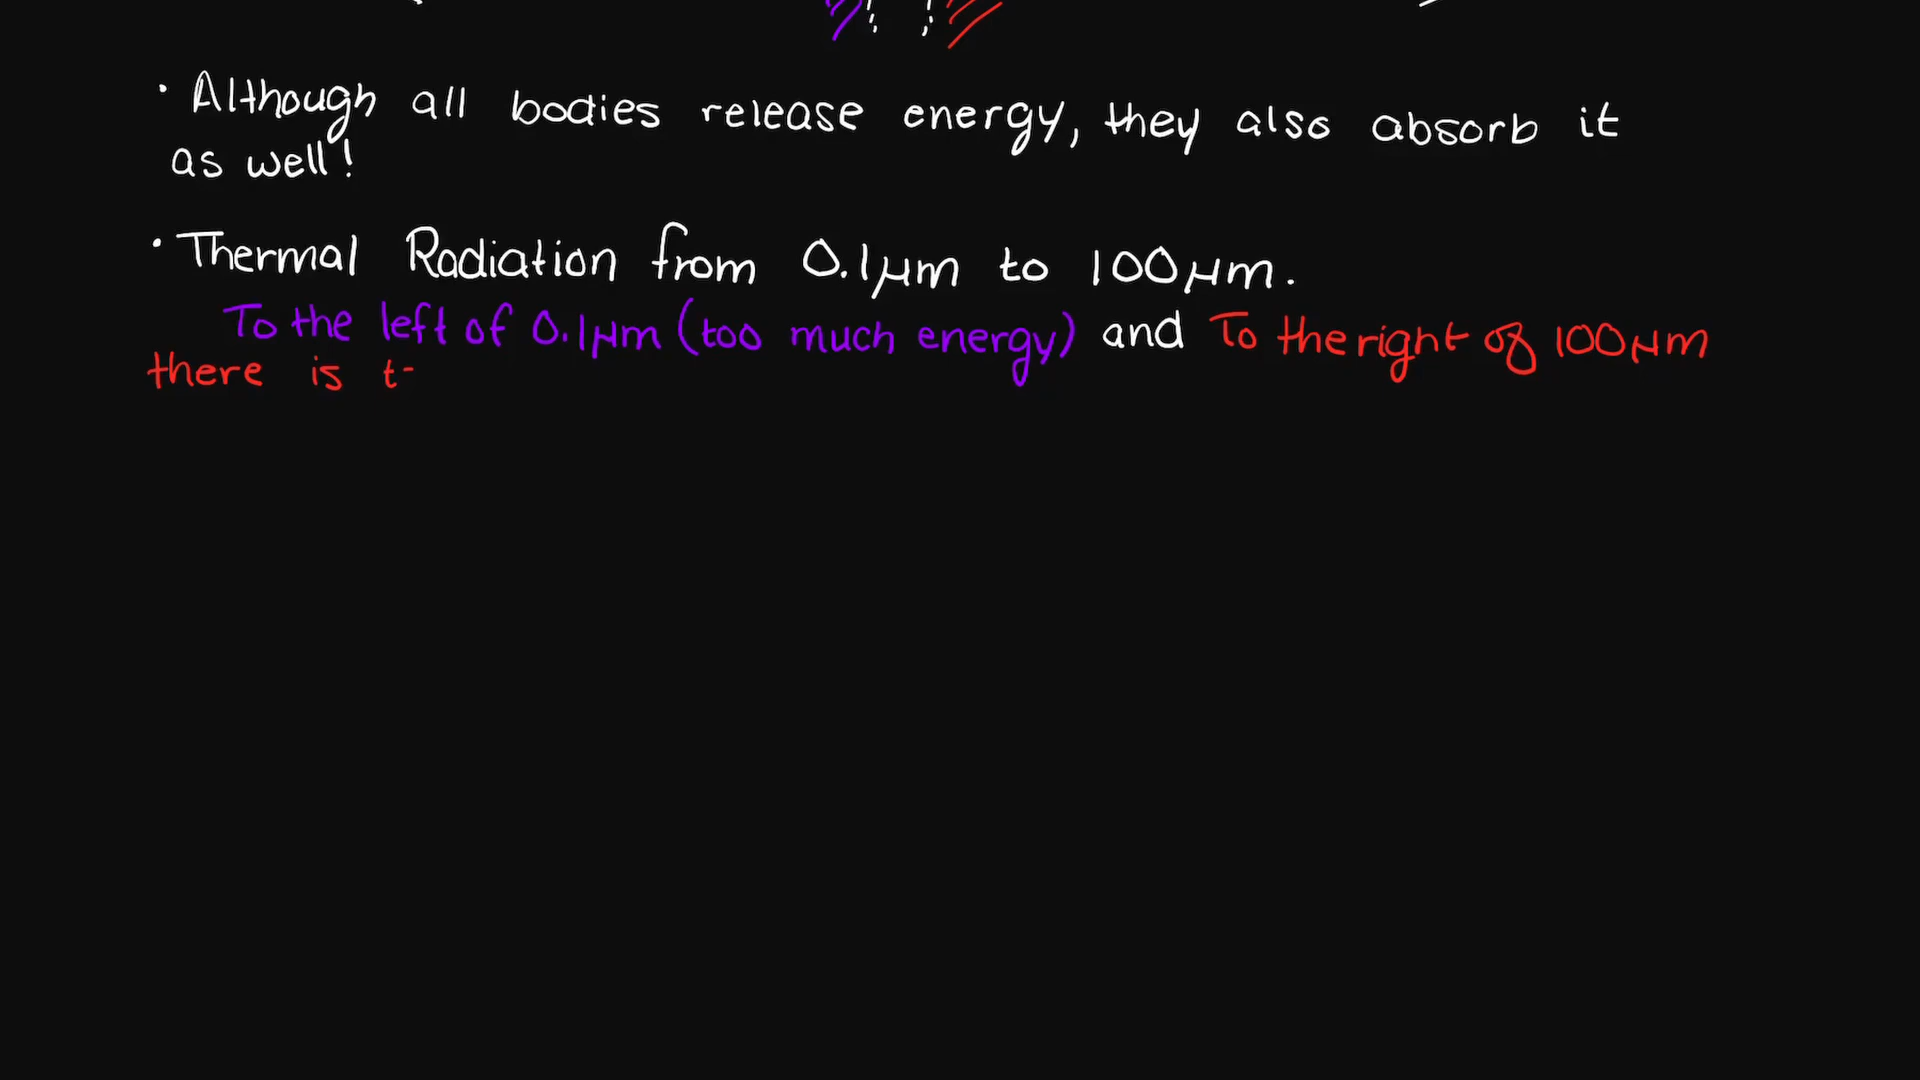 · Although all bodies release energy, they also absorb it
as well!
· Thermal Radiation from 0.1μm to 100μm.
To the left of 0.1μm (too much energy) and To the right of 100μm
there is t-